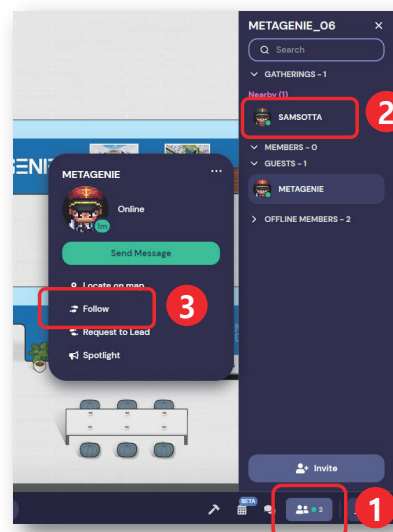 METAGENIE_06 ×
Search
GATHERINGS - 1
Nearby (1)
SAMSOTTA
2
MEMBERS - 0
GUESTS - 1
METAGENIE
OFFLINE MEMBERS - 2
METAGENIE ...
Online
1m
Send Message
Locate on map
Follow
3
Request to Lead
Spotlight
Invite
BETA
2
1